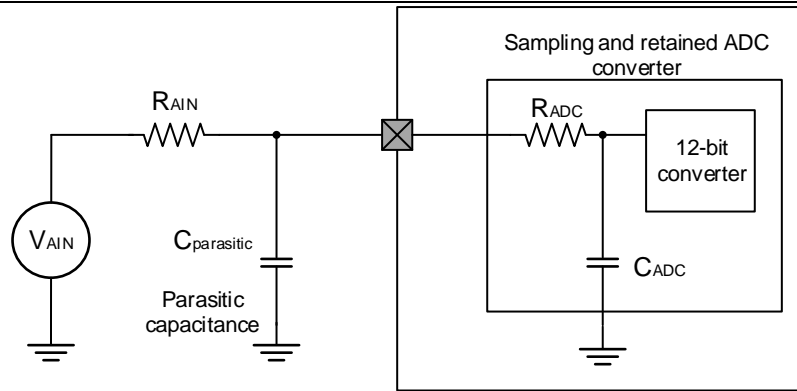 Sampling and retained ADC
converter
RAIN
RADC
12-bit
converter
VAIN
Cparasitic
CADC
Parasitic
capacitance